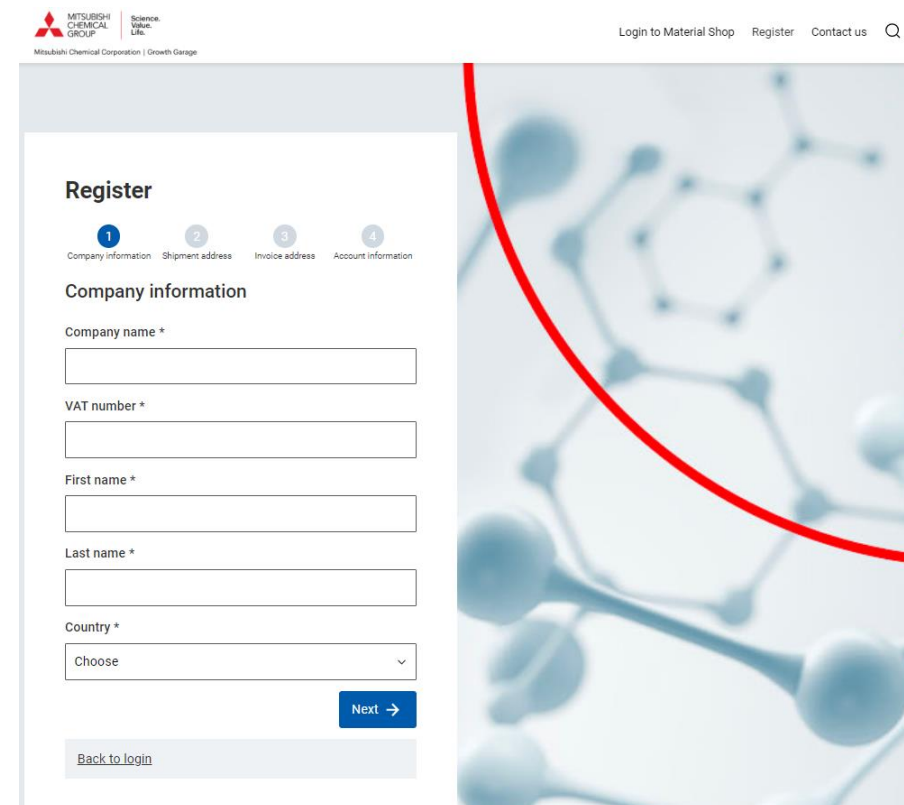 MITSUBISHI
CHEMICAL
GROUP
Science.
Value.
Life.
Mitsubishi Chemical Corporation | Growth Garage
Login to Material Shop Register Contact us
Register
1 2 3 4
Company information Shipment address Invoice address Account information
Company information
Company name *
VAT number *
First name *
Last name *
Country *
Choose
Next →
Back to login